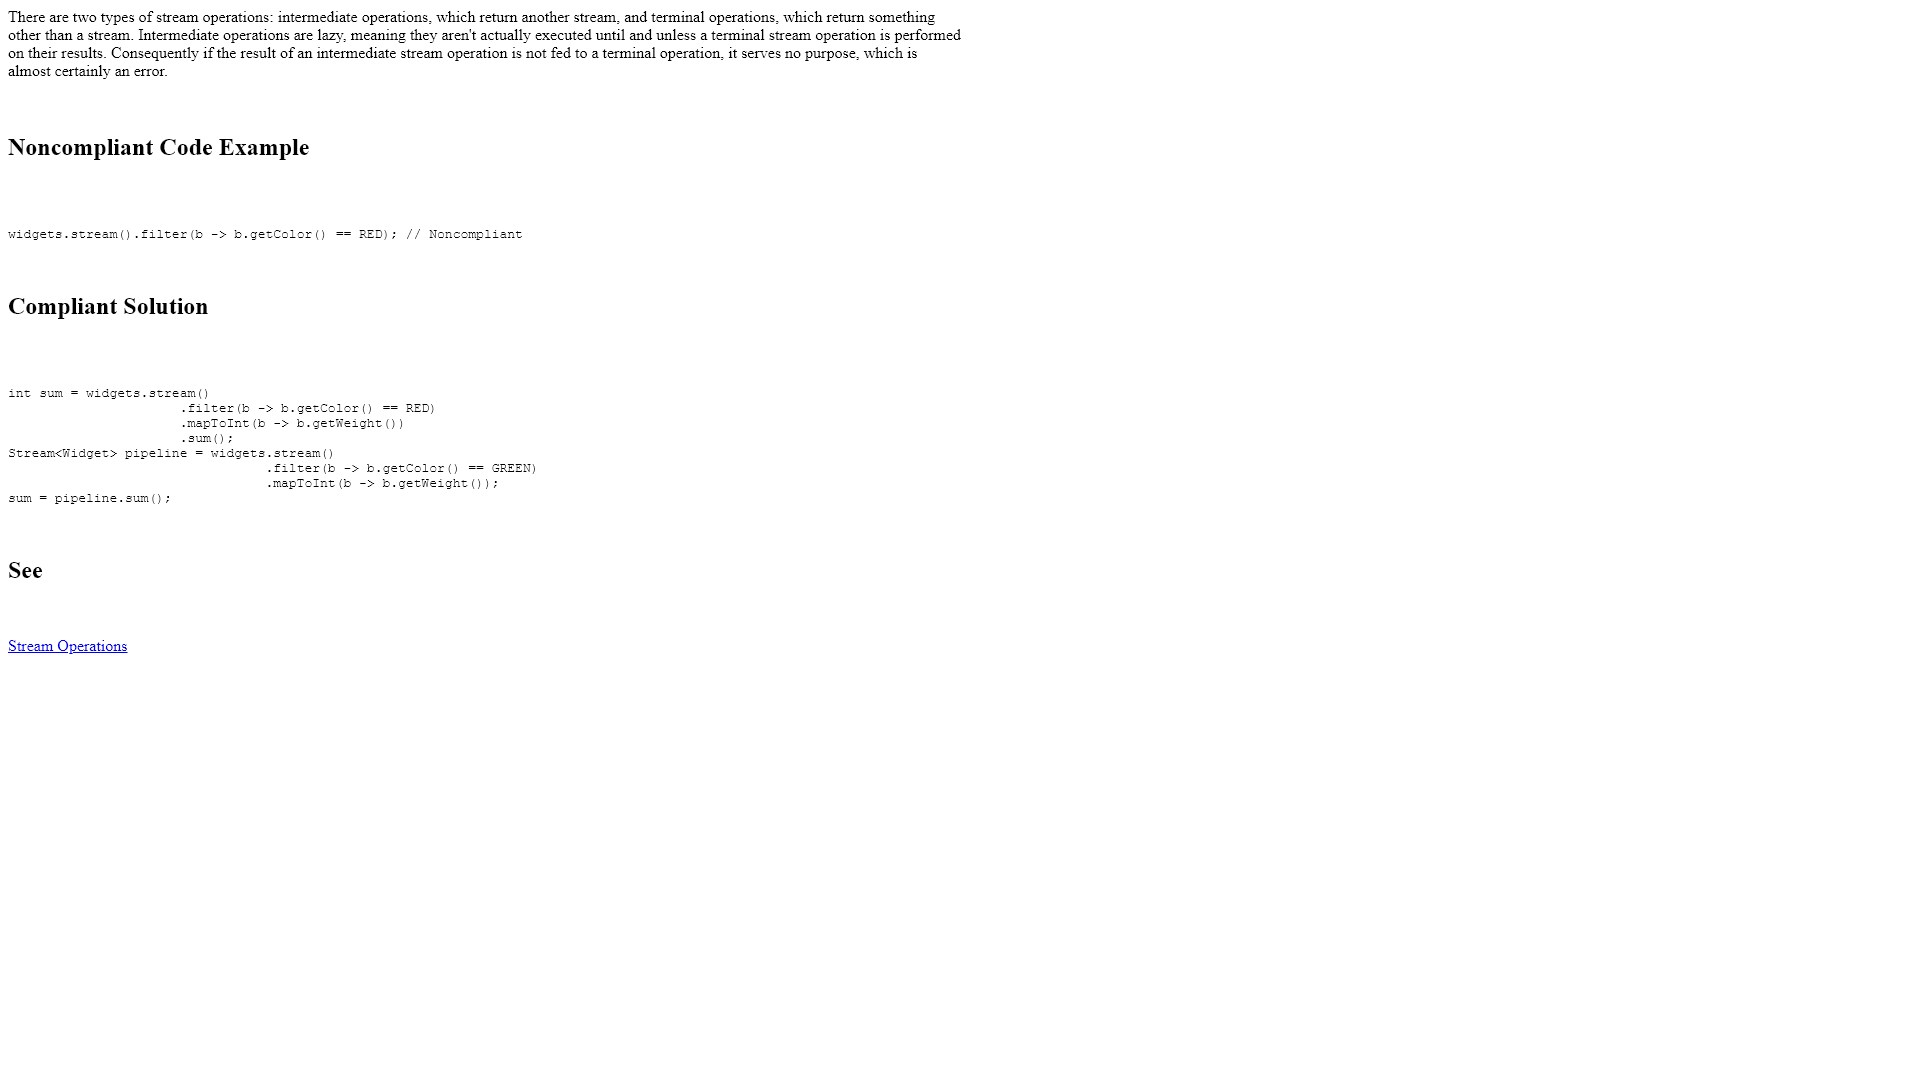 There are two types of stream operations: intermediate operations, which return another stream, and terminal operations, which return something
other than a stream. Intermediate operations are lazy, meaning they aren't actually executed until and unless a terminal stream operation is performed
on their results. Consequently if the result of an intermediate stream operation is not fed to a terminal operation, it serves no purpose, which is
almost certainly an error.
Noncompliant Code Example
widgets.stream().filter(b -> b.getColor() == RED); // Noncompliant
Compliant Solution
int sum = widgets.stream()
                      .filter(b -> b.getColor() == RED)
                      .mapToInt(b -> b.getWeight())
                      .sum();
Stream<Widget> pipeline = widgets.stream()
                                 .filter(b -> b.getColor() == GREEN)
                                 .mapToInt(b -> b.getWeight());
sum = pipeline.sum();
See
Stream Operations